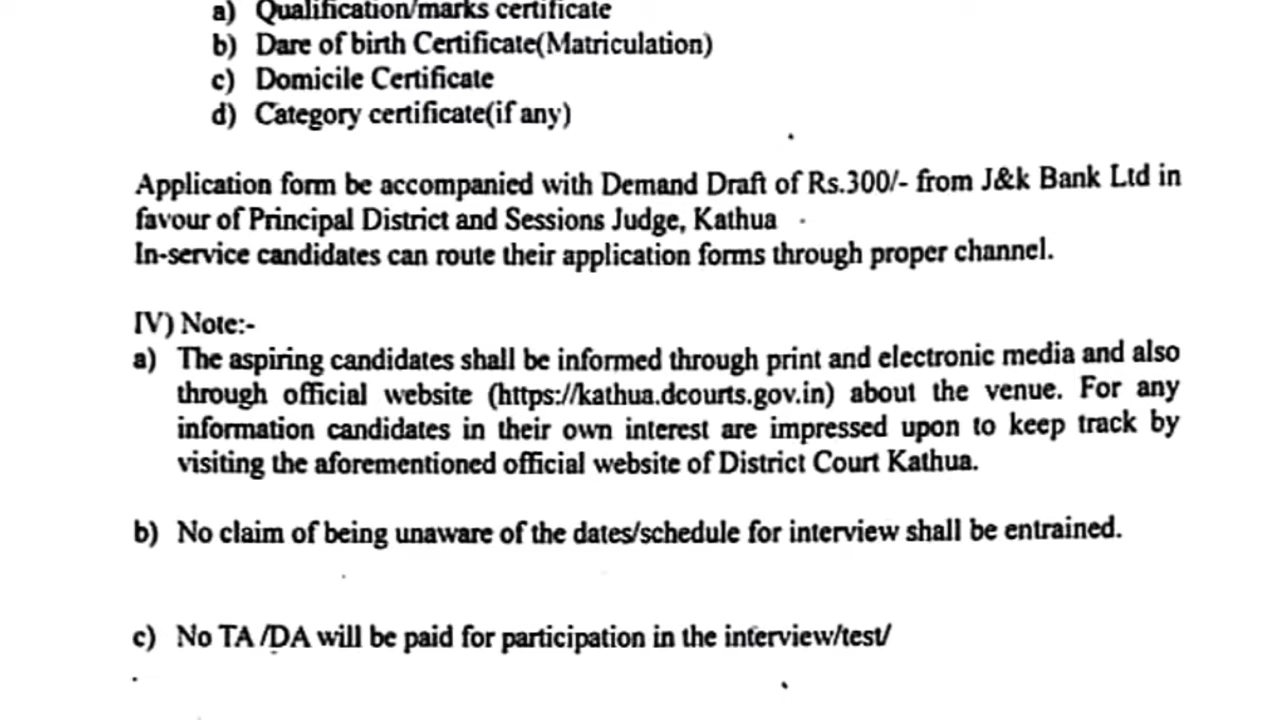 a) Qualification/marks certificate
b) Dare of birth Certificate(Matriculation)
c) Domicile Certificate
d) Category certificate(if any)
Application form be accompanied with Demand Draft of Rs.300/- from J&k Bank Ltd in
favour of Principal District and Sessions Judge, Kathua
In-service candidates can route their application forms through proper channel.
IV) Note:-
a) The aspiring candidates shall be informed through print and electronic media and also
through official website (https://kathua.dcourts.gov.in) about the venue. For any
information candidates in their own interest are impressed upon to keep track by
visiting the aforementioned official website of District Court Kathua.
b) No claim of being unaware of the dates/schedule for interview shall be entrained.
c) No TA /DA will be paid for participation in the interview/test/